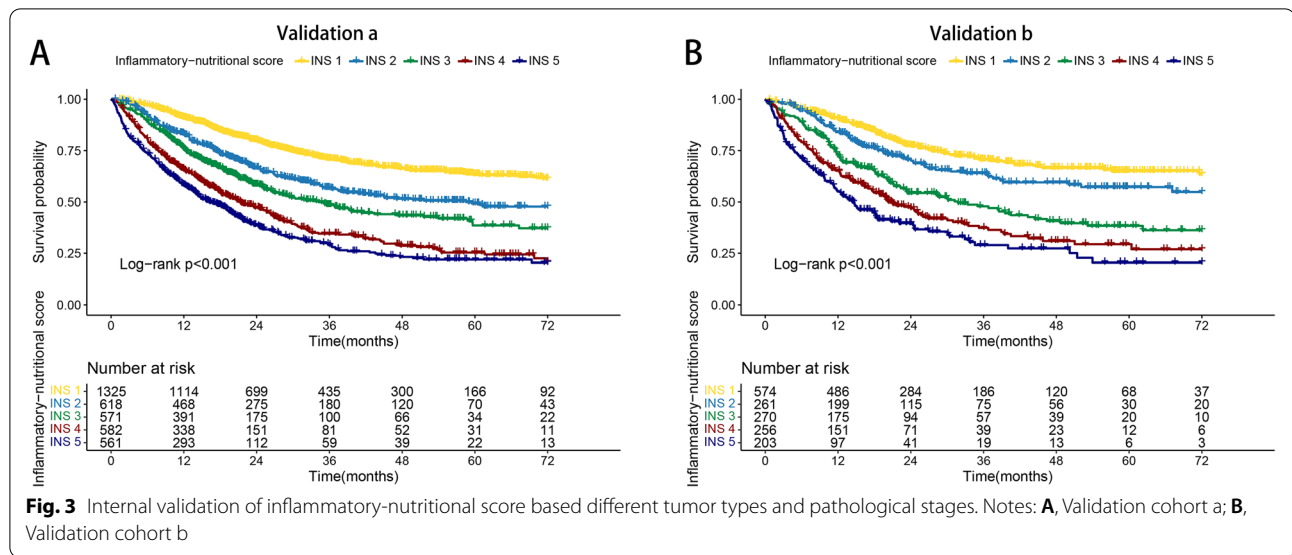 A
Validation a
Inflammatory-nutritional score INS 1 INS 2 INS 3 INS 4 INS 5
Survival probability
1.00
0.75
0.50
0.25
0.00
Log-rank p<0.001
0 12 24 36 48 60 72
Time(months)
Number at risk
Inflammatory-nutritional score
INS 1 1325 1114 699 435 300 166 92
INS 2 618 468 275 180 120 70 43
INS 3 571 391 175 100 66 34 22
INS 4 582 338 151 81 52 31 11
INS 5 561 293 112 59 39 22 13
0 12 24 36 48 60 72
Time(months)
B
Validation b
Inflammatory-nutritional score INS 1 INS 2 INS 3 INS 4 INS 5
Survival probability
1.00
0.75
0.50
0.25
0.00
Log-rank p<0.001
0 12 24 36 48 60 72
Time(months)
Number at risk
Inflammatory-nutritional score
INS 1 574 486 284 186 120 68 37
INS 2 261 199 115 75 56 30 20
INS 3 270 175 94 57 39 20 10
INS 4 256 151 71 39 23 12 6
INS 5 203 97 41 19 13 6 3
0 12 24 36 48 60 72
Time(months)
Fig. 3 Internal validation of inflammatory-nutritional score based different tumor types and pathological stages. Notes: A, Validation cohort a; B,
Validation cohort b